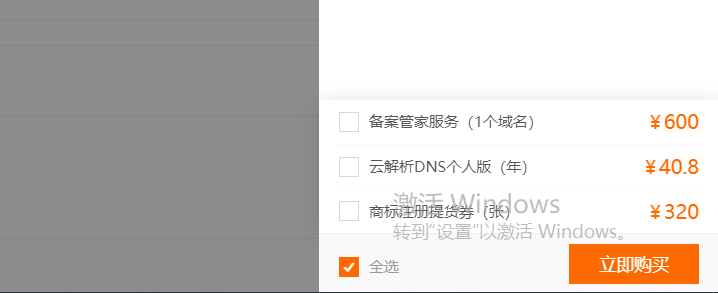 备案管家服务（1个域名） ¥600
云解析DNS个人版（年） ¥40.8
激活 Windows
商标注册提货券（张） ¥320
转到“设置”以激活 Windows。
全选 立即购买